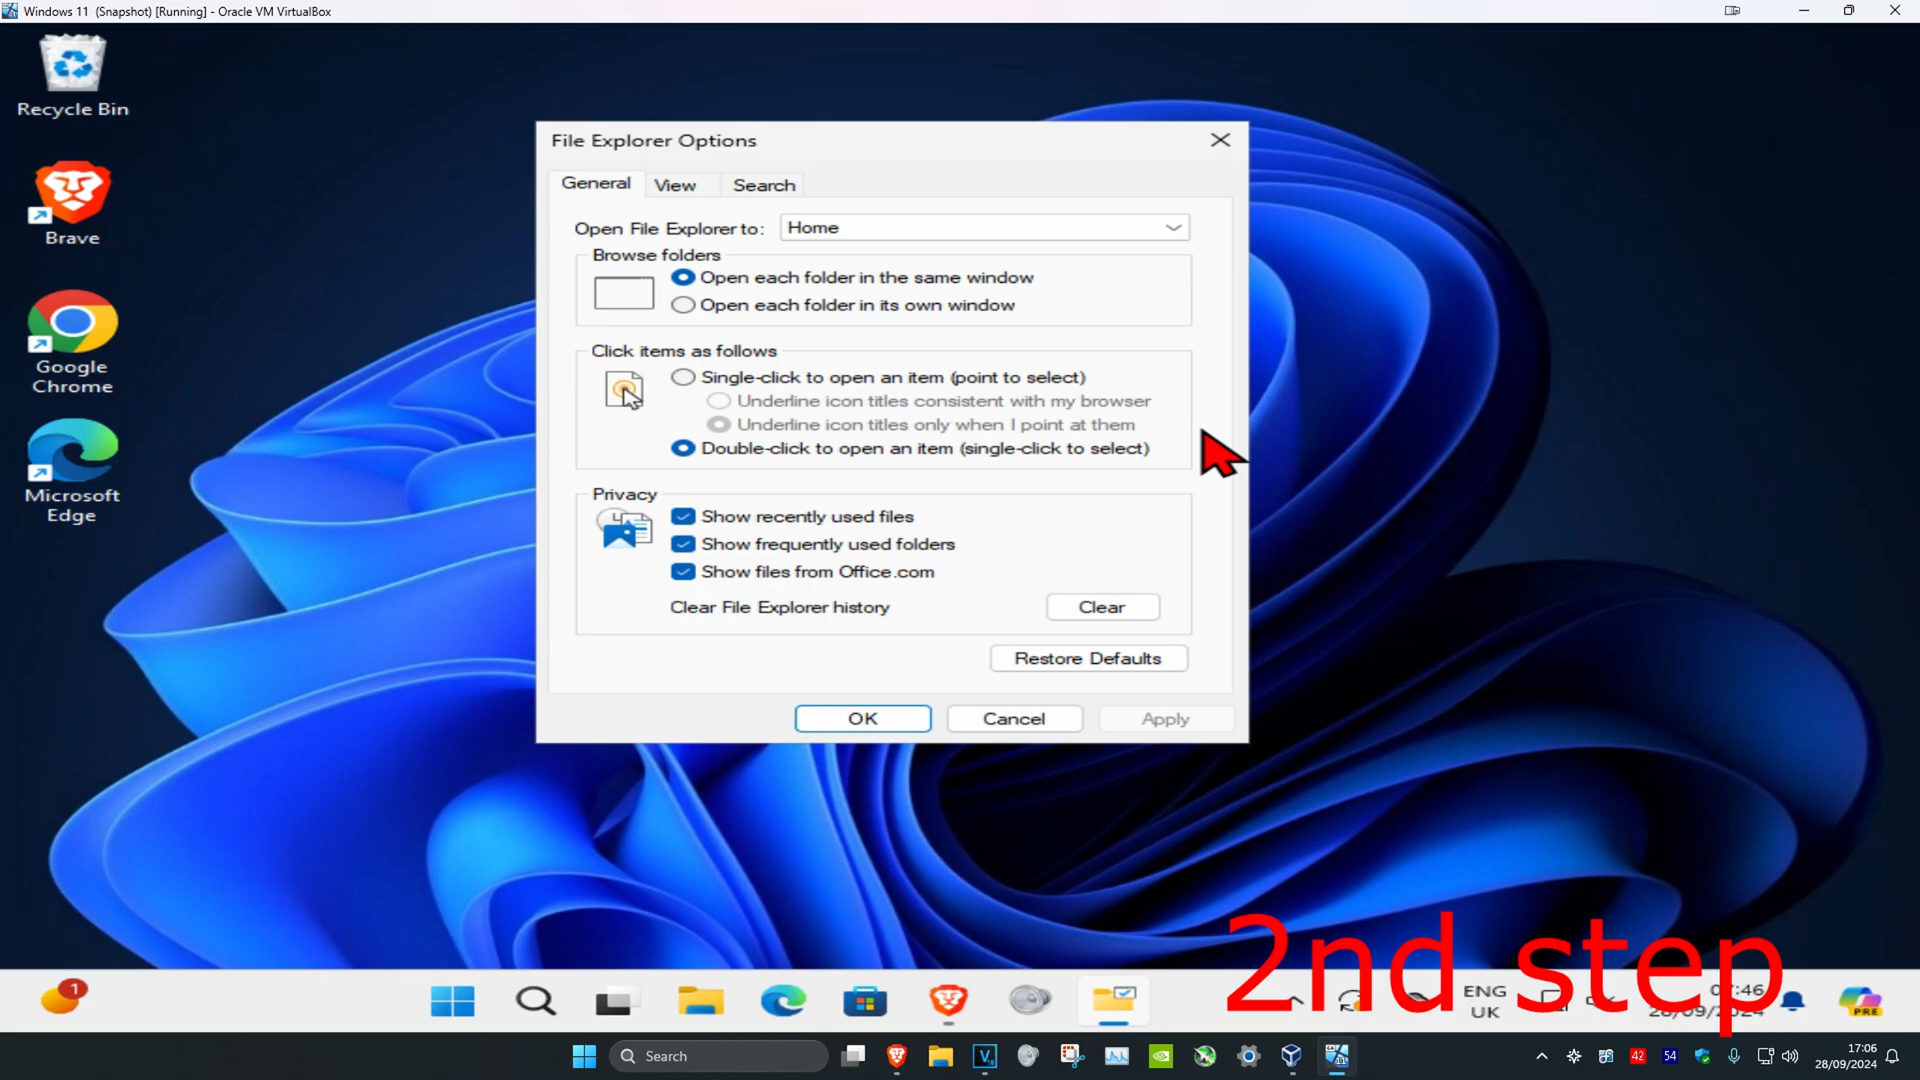 Windows 11 (Snapshot) [Running] - Oracle VM VirtualBox
Recycle Bin
Brave
Google
Chrome
Microsoft
Edge
File Explorer Options
General
View
Search
Open File Explorer to:
Home
Browse folders
Open each folder in the same window
Open each folder in its own window
Click items as follows
Single-click to open an item (point to select)
Underline icon titles consistent with my browser
Underline icon titles only when I point at them
Double-click to open an item (single-click to select)
Privacy
Show recently used files
Show frequently used folders
Show files from Office.com
Clear File Explorer history
Clear
Restore Defaults
OK
Cancel
Apply
2nd step
1
ENG
UK
07:46
28/09/2024
PRE
Search
42
54
17:06
28/09/2024